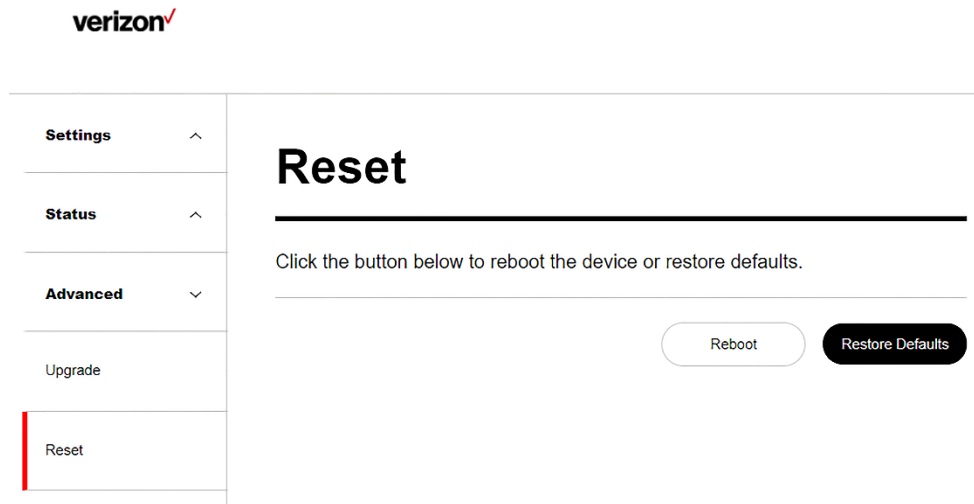 verizon
Settings
Status
Advanced
Upgrade
Reset
Reset
Click the button below to reboot the device or restore defaults.
Reboot
Restore Defaults